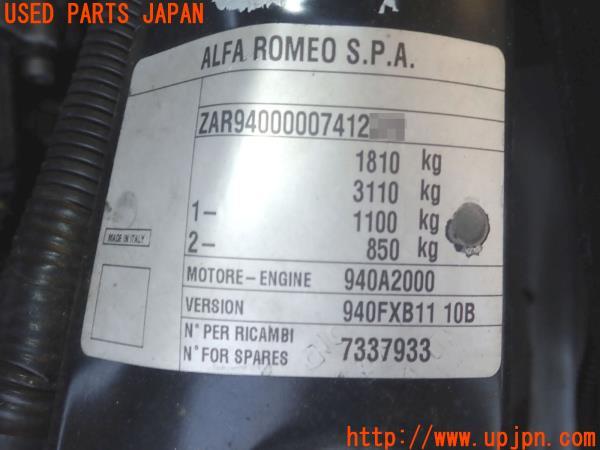 USED PARTS JAPAN
ALFA ROMEO S.P.A.
ZAR94000007412
1810 kg
3110 kg
1- 1100 kg
2- 850 kg
MADE IN ITALY
MOTORE-ENGINE 940A2000
VERSION 940FXB11 10B
N° PER RICAMBI
N° FOR SPARES 7337933
http://www.upjpn.com